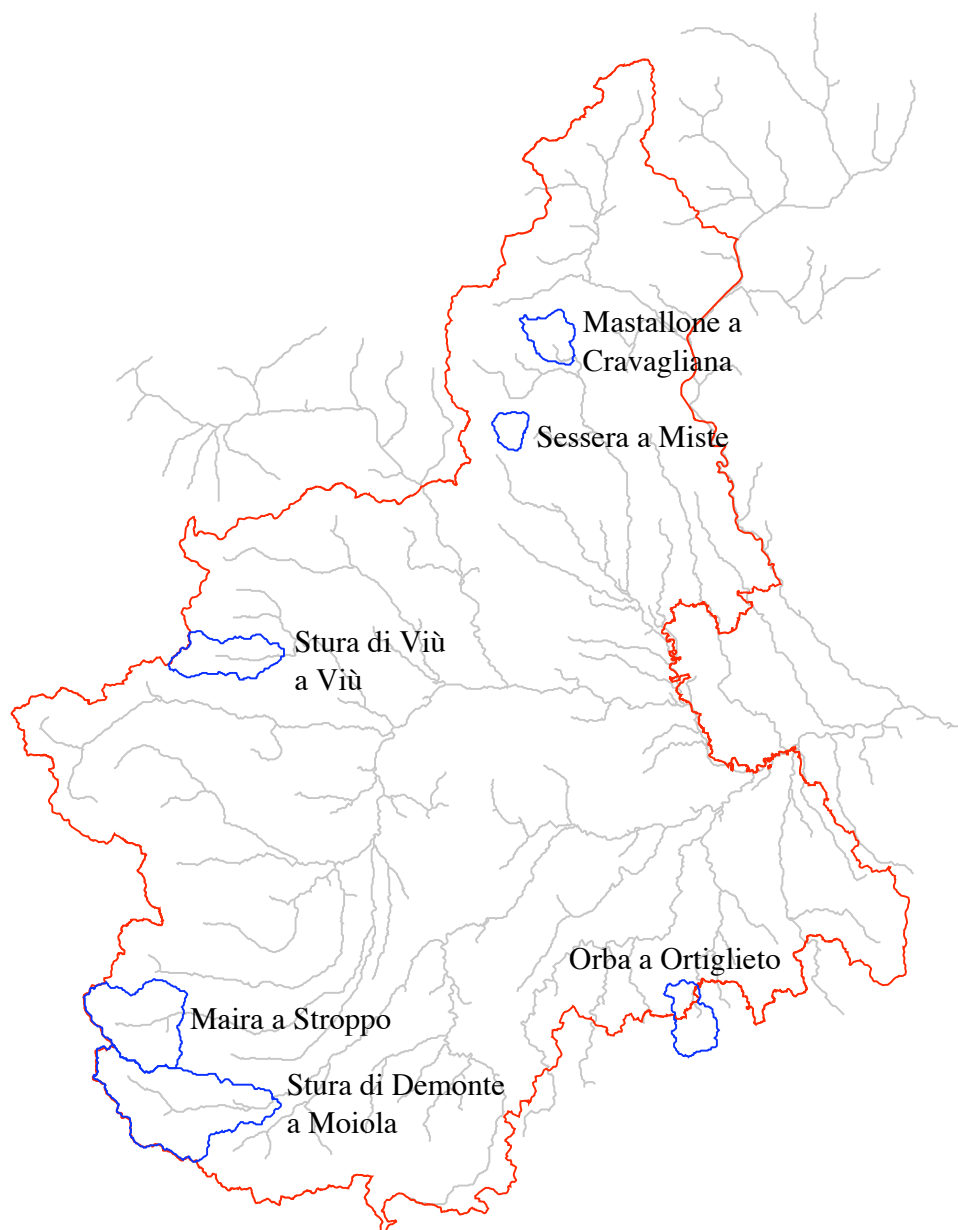 Mastallone a
Cravagliana
Sessera a Miste
Stura di Viù
a Viù
Orba a Ortiglieto
Maira a Stroppo
Stura di Demonte
a Moiola